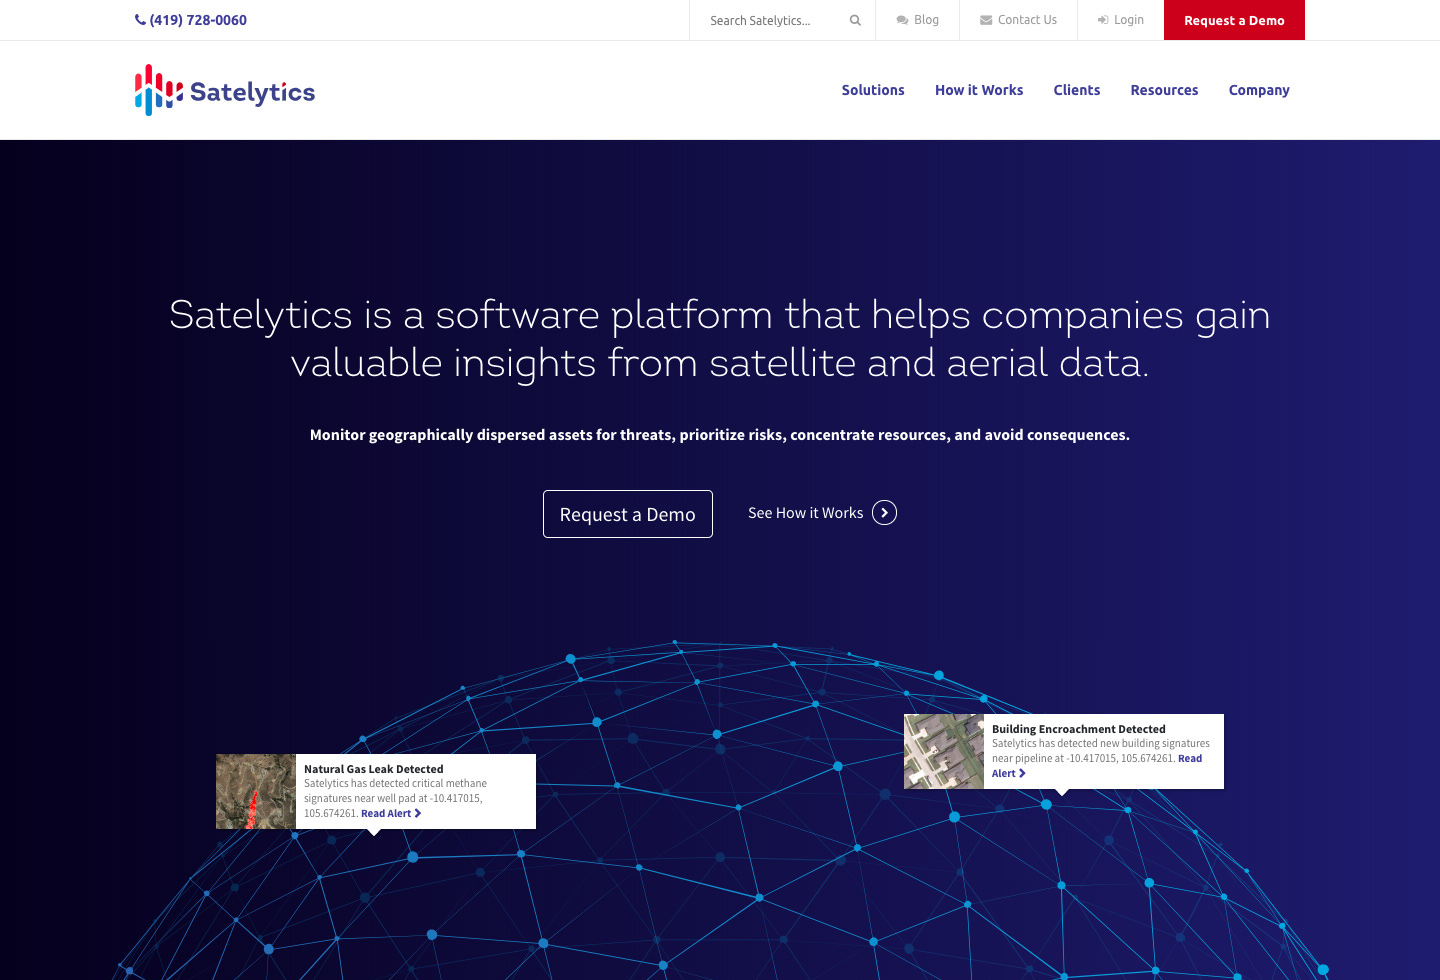 (419) 728-0060
Search Satelytics...
Blog
Contact Us
Login
Request a Demo
Satelytics
Solutions
How it Works
Clients
Resources
Company
Satelytics is a software platform that helps companies gain
valuable insights from satellite and aerial data.
Monitor geographically dispersed assets for threats, prioritize risks, concentrate resources, and avoid consequences.
Request a Demo
See How it Works
Building Encroachment Detected
Satelytics has detected new building signatures
near pipeline at -10.417015, 105.674261. Read
Alert
Natural Gas Leak Detected
Satelytics has detected critical methane
signatures near well pad at -10.417015,
105.674261. Read Alert